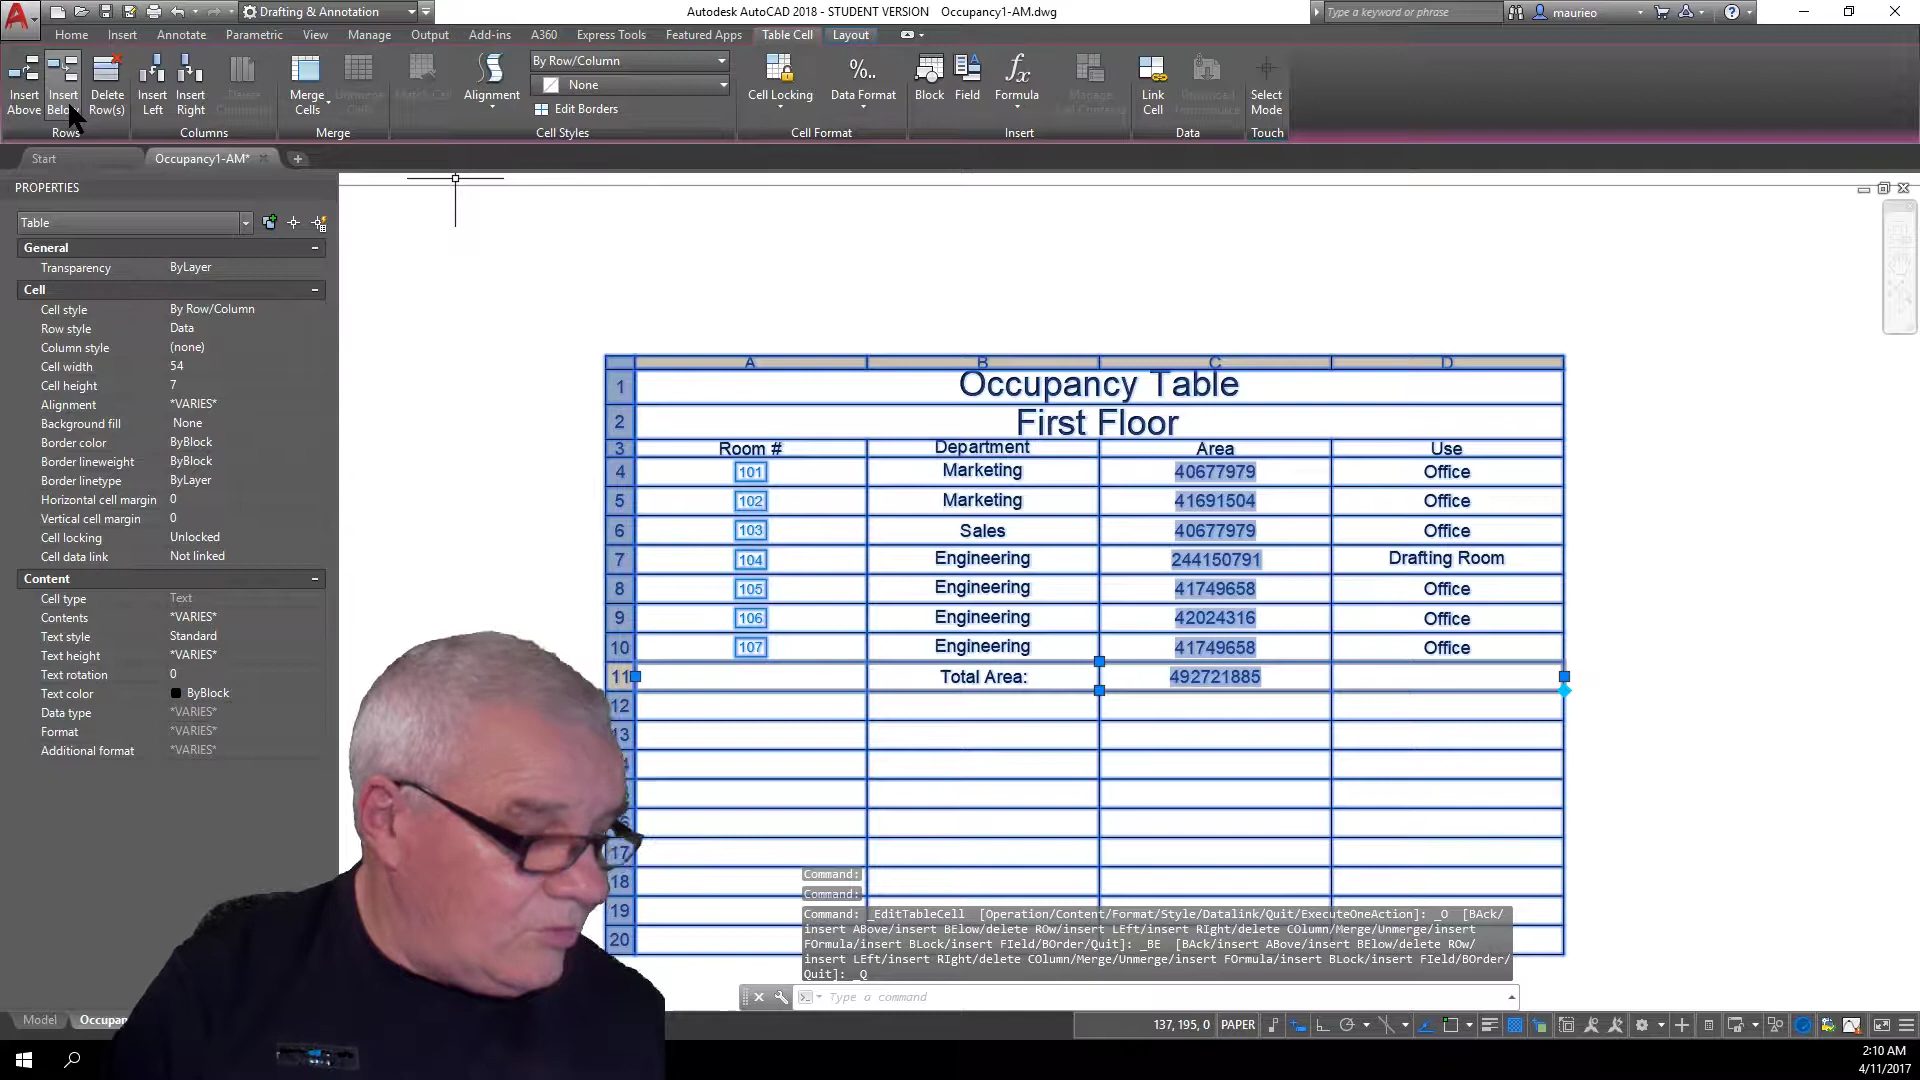 Drafting & Annotation
Autodesk AutoCAD 2018 - STUDENT VERSION Occupancy1-AM.dwg
Type a keyword or phrase
maurieo
Home Insert Annotate Parametric View Manage Output Add-ins A360 Express Tools Featured Apps Table Cell Layout
Insert Above
Insert Below
Delete Row(s)
Insert Left
Insert Right
Merge Cells
Alignment
By Row/Column
None
Edit Borders
Cell Locking
Data Format
Block
Field
Formula
Link Cell
Select Mode
Rows Columns Merge Cell Styles Cell Format Insert Data Touch
Start Occupancy1-AM*
PROPERTIES
Table
General
Transparency ByLayer
Cell
Cell style By Row/Column
Row style Data
Column style (none)
Cell width 54
Cell height 7
Alignment *VARIES*
Background fill None
Border color ByBlock
Border lineweight ByBlock
Border linetype ByLayer
Horizontal cell margin 0
Vertical cell margin 0
Cell locking Unlocked
Cell data link Not linked
Content
Cell type Text
Contents *VARIES*
Text style Standard
Text height *VARIES*
Text rotation 0
Text color ByBlock
Data type *VARIES*
Format *VARIES*
Additional format *VARIES*
A B C D
1 Occupancy Table
2 First Floor
3 Room # Department Area Use
4 101 Marketing 40677979 Office
5 102 Marketing 41691504 Office
6 103 Sales 40677979 Office
7 104 Engineering 244150791 Drafting Room
8 105 Engineering 41749658 Office
9 106 Engineering 42024316 Office
10 107 Engineering 41749658 Office
11 Total Area: 492721885
12
13
17
18
19
20
Command:
Command:
Command: _EditTableCell [Operation/Content/Format/Style/Datalink/Quit/ExecuteOneAction]: _O [BAck/
insert ABove/insert BElow/delete ROw/insert LEft/insert RIght/delete COlumn/Merge/Unmerge/insert
FOrmula/insert BLock/insert FIeld/BOrder/Quit]: _BE [BAck/insert ABove/insert BElow/delete ROw/
insert LEft/insert RIght/delete COlumn/Merge/Unmerge/insert FOrmula/insert BLock/insert FIeld/BOrder/
Quit]: _Q
Type a command
Model Occupan
137, 195, 0 PAPER
2:10 AM
4/11/2017